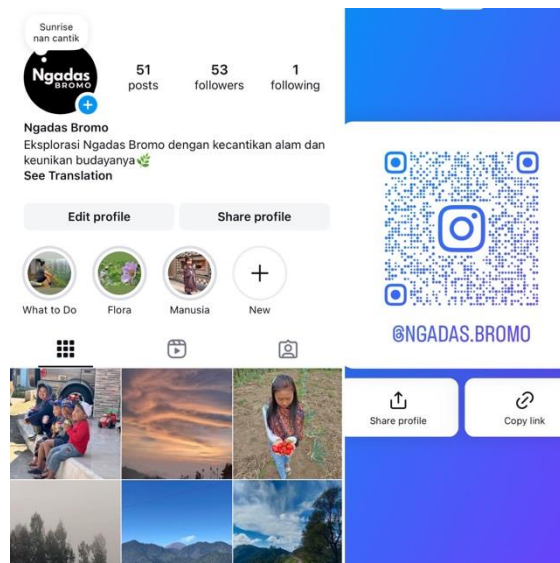 Sunrise
nan cantik
Ngadas
BROMO
51
posts
53
followers
1
following
Ngadas Bromo
Eksplorasi Ngadas Bromo dengan kecantikan alam dan
keunikan budayanya🌿
See Translation
Edit profile
Share profile
What to Do
Flora
Manusia
New
@NGADAS.BROMO
Share profile
Copy link